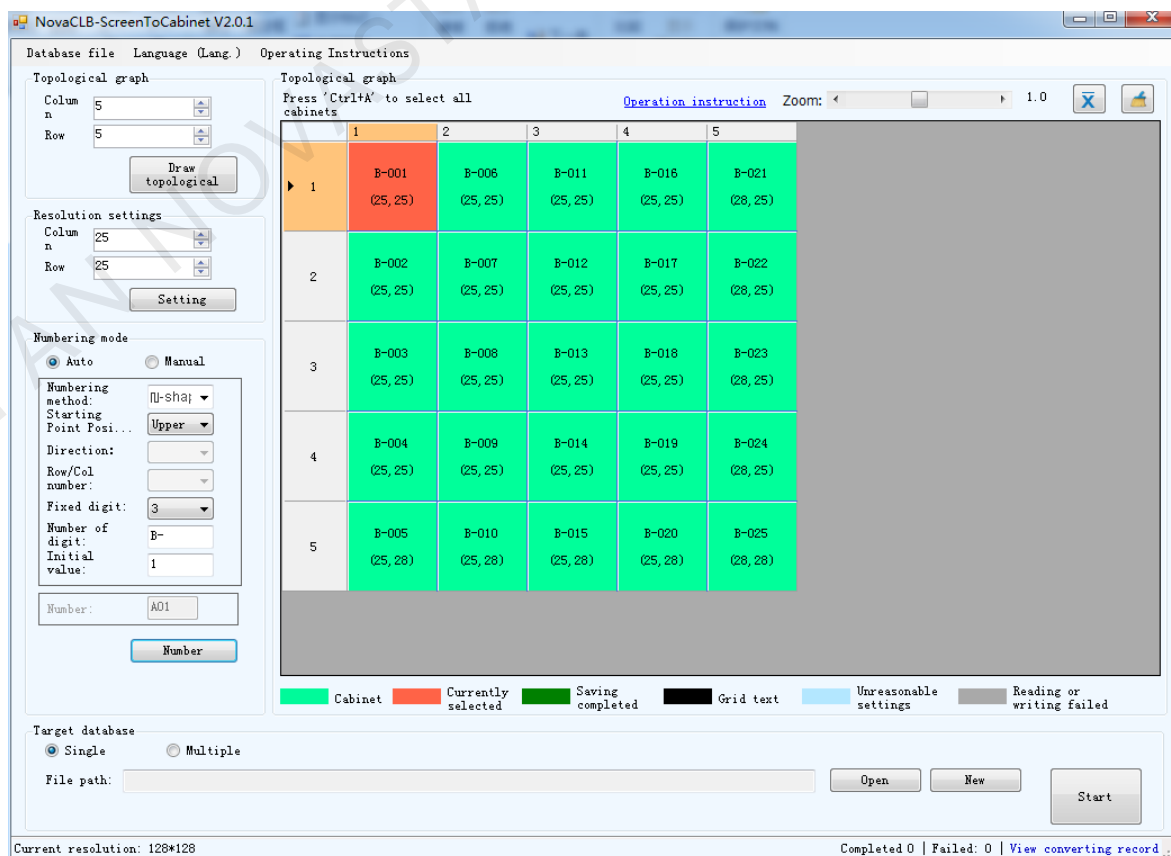 NovaCLB-ScreenToCabinet V2.0.1
Database file Language (Lang.) Operating Instructions
Topological graph
Colum
n
5
Row
5
Draw
topological
Resolution settings
Colum
n
25
Row
25
Setting
Numbering mode
Auto Manual
Numbering
method:
Starting
Point Posi...
Upper
Direction:
Row/Col
number:
Fixed digit:
3
Number of
digit:
B-
Initial
value:
1
Number:
A01
Number
Topological graph
Press 'Ctrl+A' to select all
cabinets
Operation instruction Zoom: 1.0
1 2 3 4 5
B-001 B-006 B-011 B-016 B-021
1
(25, 25) (25, 25) (25, 25) (25, 25) (28, 25)
B-002 B-007 B-012 B-017 B-022
2
(25, 25) (25, 25) (25, 25) (25, 25) (28, 25)
B-003 B-008 B-013 B-018 B-023
3
(25, 25) (25, 25) (25, 25) (25, 25) (28, 25)
B-004 B-009 B-014 B-019 B-024
4
(25, 25) (25, 25) (25, 25) (25, 25) (28, 25)
B-005 B-010 B-015 B-020 B-025
5
(25, 28) (25, 28) (25, 28) (25, 28) (28, 28)
Cabinet
Currently
selected
Saving
completed
Grid text
Unreasonable
settings
Reading or
writing failed
Target database
Single Multiple
File path:
Open New
Start
Current resolution: 128*128
Completed 0 | Failed: 0 | View converting record